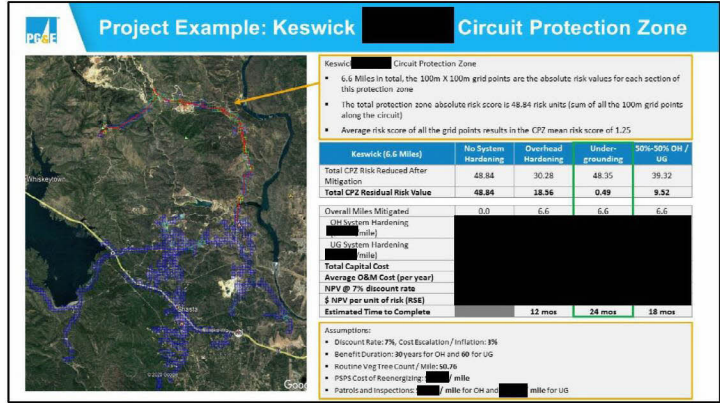 PG&E
Project Example: Keswick Circuit Protection Zone
Keswick Circuit Protection Zone
▪ 6.6 Miles in total, the 100m X 100m grid points are the absolute risk values for each section of
this protection zone
▪ The total protection zone absolute risk score is 48.84 risk units (sum of all the 100m grid points
along the circuit)
▪ Average risk score of all the grid points results in the CPZ mean risk score of 1.25
Keswick (6.6 Miles) No System Hardening Overhead Hardening Under-grounding 50%-50% OH / UG
Total CPZ Risk Reduced After Mitigation 48.84 30.28 48.35 39.32
Total CPZ Residual Risk Value 48.84 18.56 0.49 9.52
Overall Miles Mitigated 0.0 6.6 6.6 6.6
OH System Hardening
/mile)
UG System Hardening
/mile)
Total Capital Cost
Average O&M Cost (per year)
NPV @ 7% discount rate
$ NPV per unit of risk (RSE)
Estimated Time to Complete 12 mos 24 mos 18 mos
Assumptions:
▪ Discount Rate: 7%, Cost Escalation / Inflation: 3%
▪ Benefit Duration: 30 years for OH and 60 for UG
▪ Routine Veg Tree Count / Mile: 50.76
▪ PSPS Cost of Reenergizing: / mile
▪ Patrols and Inspections: / mile for OH and mile for UG
Whiskeytown
Shasta
Goo